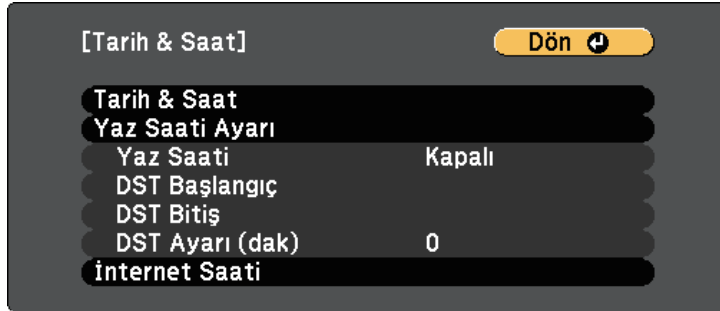 [Tarih & Saat] Dön
Tarih & Saat
Yaz Saati Ayarı
Yaz Saati Kapalı
DST Başlangıç
DST Bitiş
DST Ayarı (dak) 0
İnternet Saati